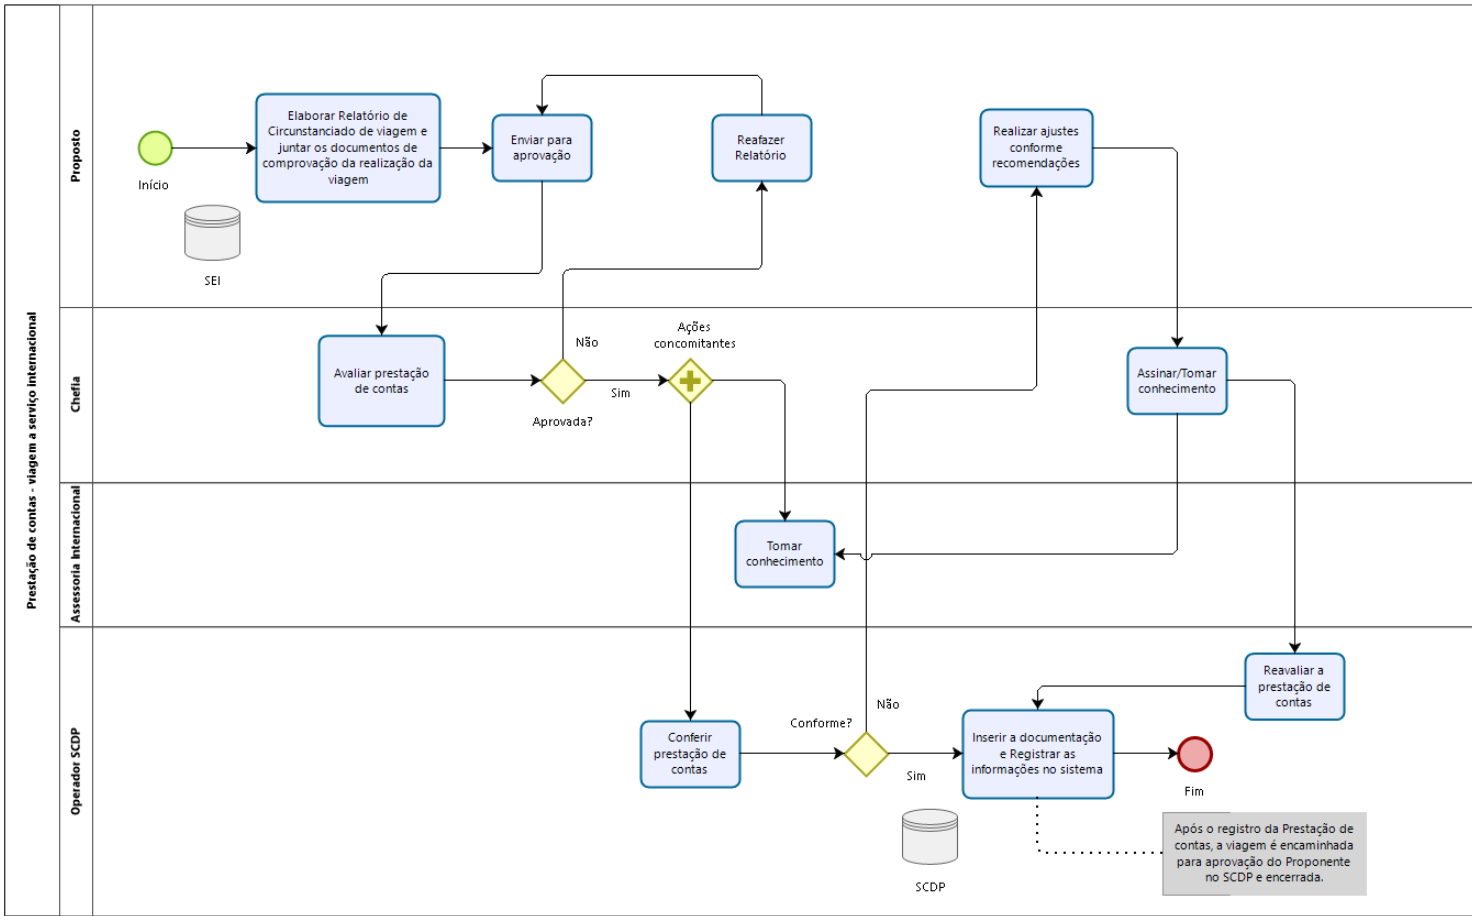 Prestação de contas - viagem a serviço internacional
Proposto
Início
SEI
Elaborar Relatório de
Circunstanciado de viagem e
juntar os documentos de
comprovação da realização da
viagem
Enviar para
aprovação
Reafazer
Relatório
Realizar ajustes
conforme
recomendações
Chefia
Avaliar prestação
de contas
Não
Aprovada?
Sim
Ações
concomitantes
Assinar/Tomar
conhecimento
Assessoria Internacional
Tomar
conhecimento
Operador SCDP
Conferir
prestação de
contas
Conforme?
Não
Sim
SCDP
Inserir a documentação
e Registrar as
informações no sistema
Reavaliar a
prestação de
contas
Fim
Após o registro da Prestação de
contas, a viagem é encaminhada
para aprovação do Proponente
no SCDP e encerrada.